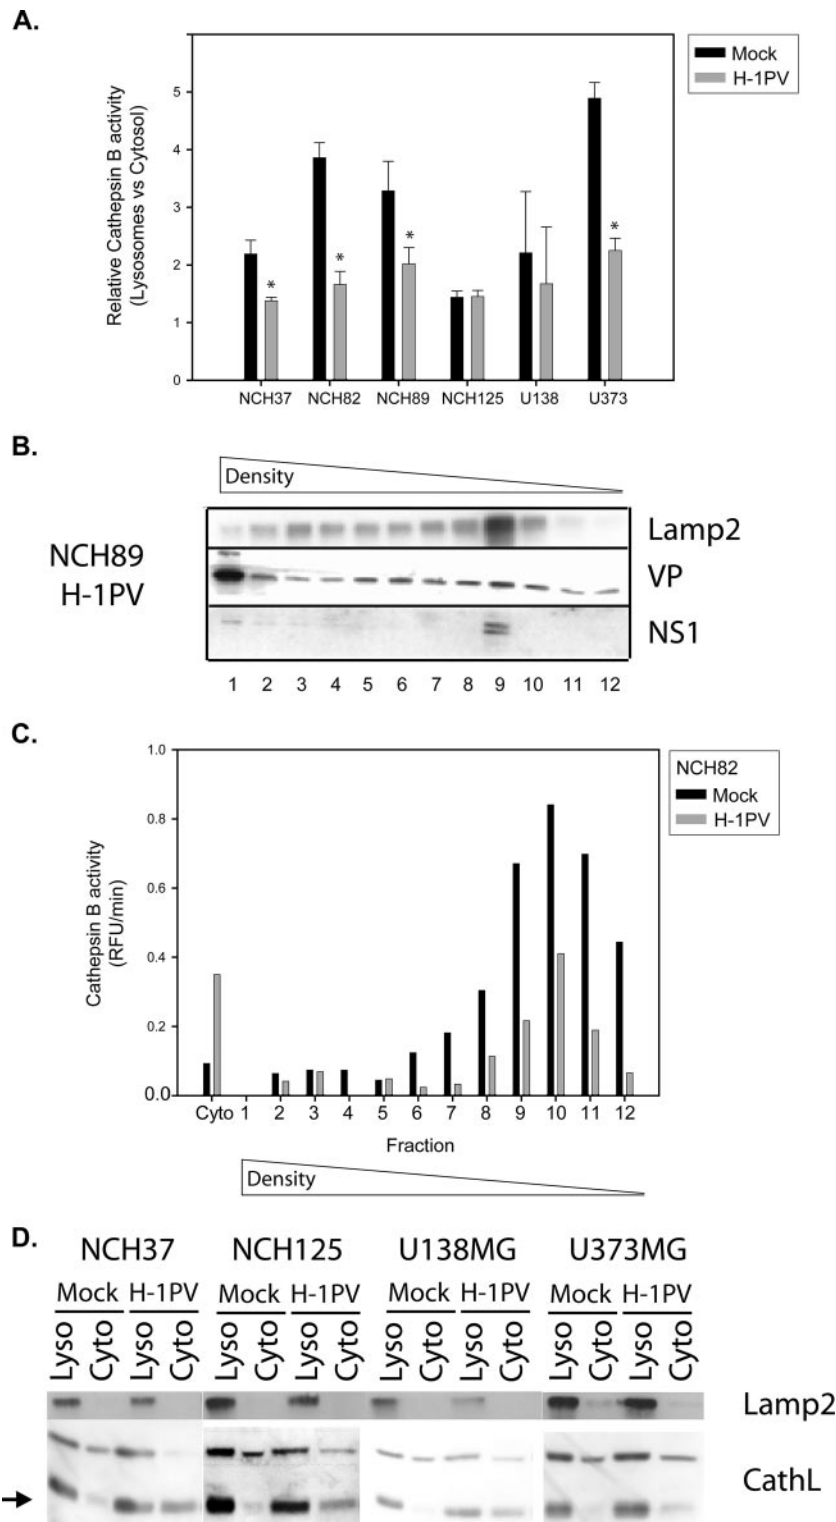 A.
Relative Cathepsin B activity
(Lysosomes vs Cytosol)
5
4
3
2
1
0
Mock
H-1PV
*
*
*
*
NCH37 NCH82 NCH89 NCH125 U138 U373
B.
Density
NCH89
H-1PV
Lamp2
VP
NS1
1 2 3 4 5 6 7 8 9 10 11 12
C.
Cathepsin B activity
(RFU/min)
1.0
0.8
0.6
0.4
0.2
0.0
NCH82
Mock
H-1PV
Cyto 1 2 3 4 5 6 7 8 9 10 11 12
Fraction
Density
D.
NCH37 NCH125 U138MG U373MG
Mock H-1PV Mock H-1PV Mock H-1PV Mock H-1PV
Lyso Cyto Lyso Cyto Lyso Cyto Lyso Cyto Lyso Cyto Lyso Cyto Lyso Cyto Lyso Cyto
Lamp2
CathL